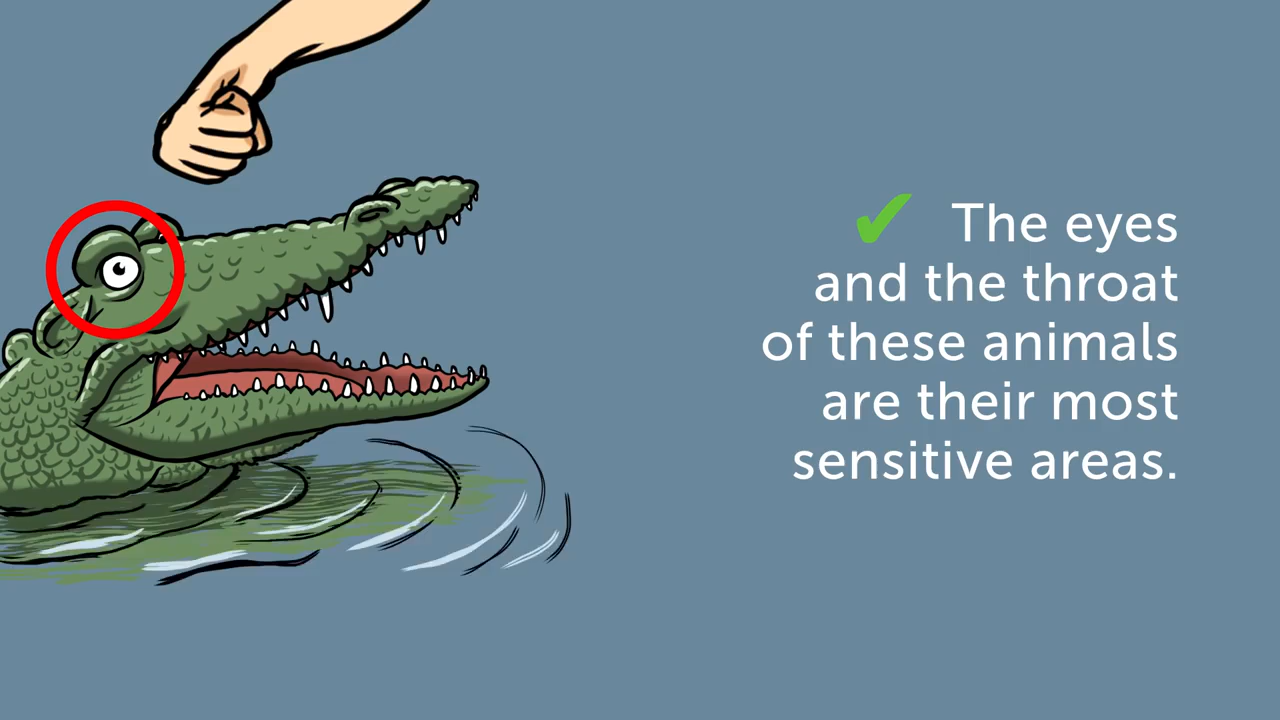 The eyes
and the throat
of these animals
are their most
sensitive areas.